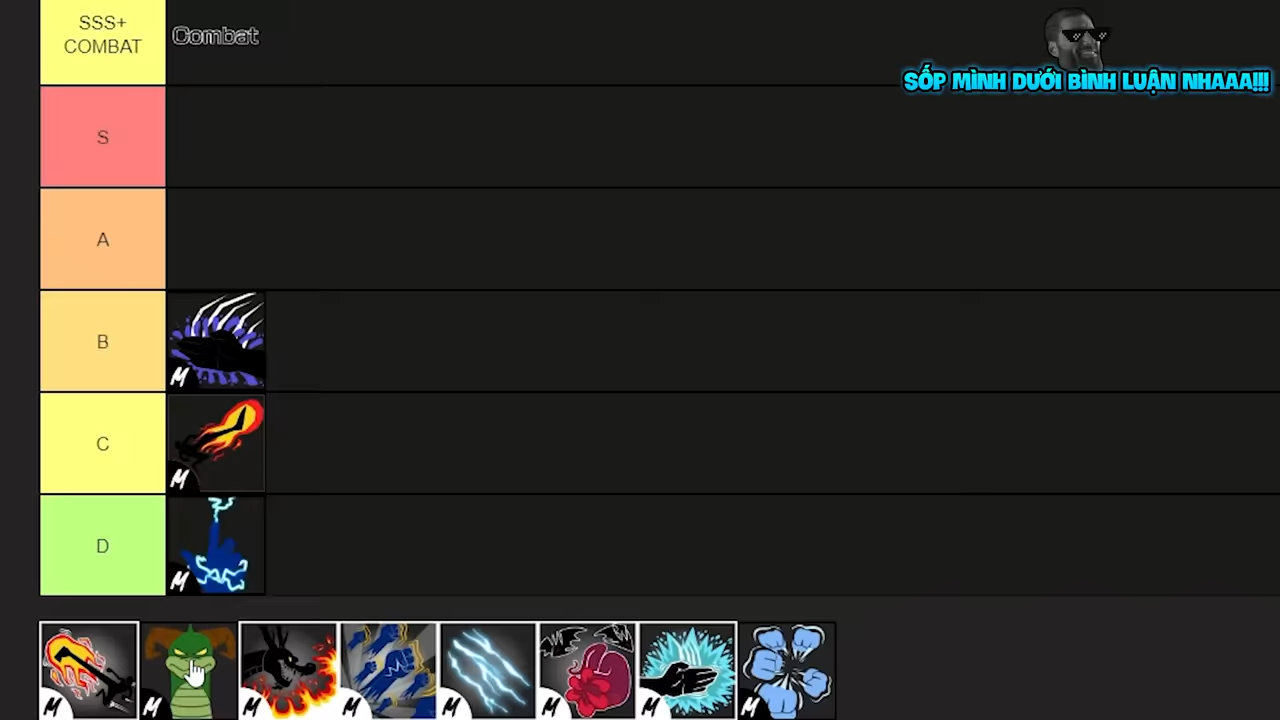 SSS+
COMBAT
Combat
SỐP MÌNH DƯỚI BÌNH LUẬN NHAAA!!!
S
A
B
M
C
M
D
M
M M M M M M M M